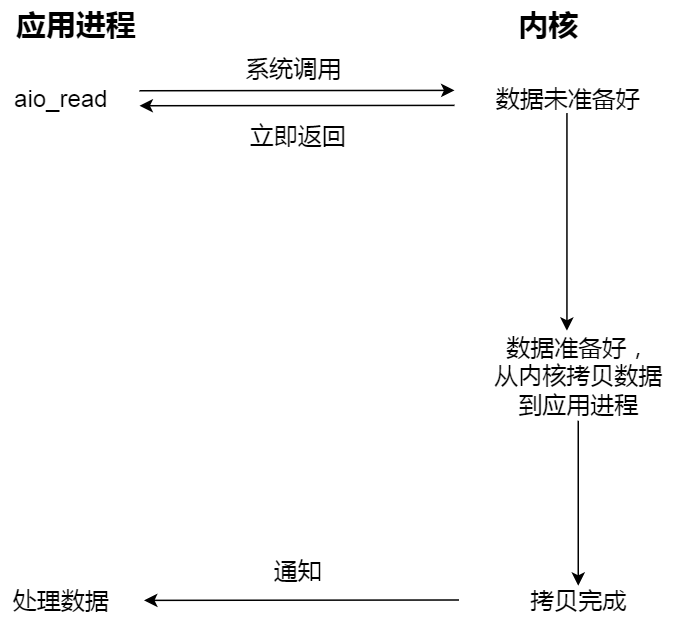 应用进程
内核
系统调用
aio_read
数据未准备好
立即返回
数据准备好，
从内核拷贝数据
到应用进程
通知
处理数据
拷贝完成